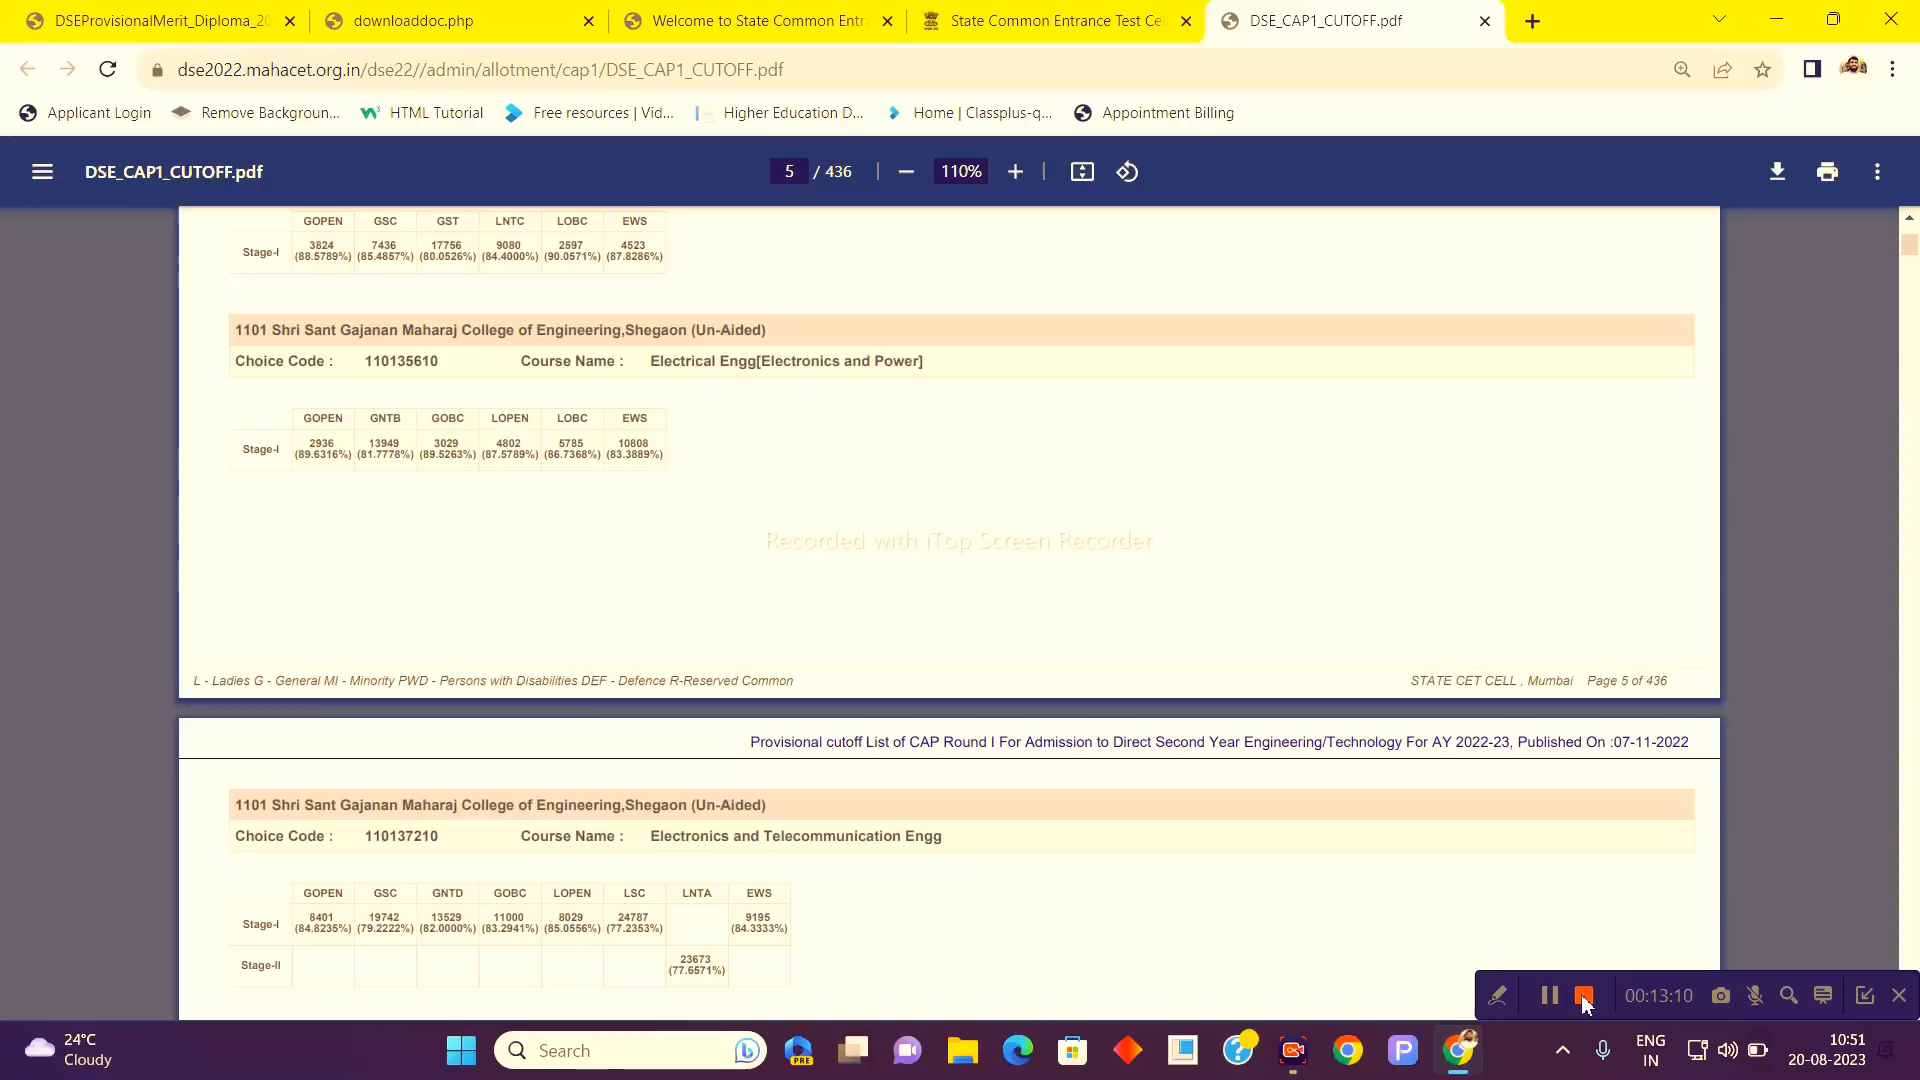 DSEProvisionalMerit_Diploma_20
downloaddoc.php
Welcome to State Common Entra
State Common Entrance Test Cel
DSE_CAP1_CUTOFF.pdf
dse2022.mahacet.org.in/dse22//admin/allotment/cap1/DSE_CAP1_CUTOFF.pdf
Applicant Login
Remove Backgroun...
HTML Tutorial
Free resources | Vid...
Higher Education D...
Home | Classplus-q...
Appointment Billing
DSE_CAP1_CUTOFF.pdf
5 / 436
110%
GOPEN GSC GST LNTC LOBC EWS
Stage-I
3824 7436 17756 9080 2597 4523
(88.5789%) (85.4857%) (80.0526%) (84.4000%) (90.0571%) (87.8286%)
1101 Shri Sant Gajanan Maharaj College of Engineering,Shegaon (Un-Aided)
Choice Code : 110135610 Course Name : Electrical Engg[Electronics and Power]
GOPEN GNTB GOBC LOPEN LOBC EWS
Stage-I
2936 13949 3029 4802 5785 10808
(89.6316%) (81.7778%) (89.5263%) (87.5789%) (86.7368%) (83.3889%)
Recorded with iTop Screen Recorder
L - Ladies G - General MI - Minority PWD - Persons with Disabilities DEF - Defence R-Reserved Common
STATE CET CELL , Mumbai Page 5 of 436
Provisional cutoff List of CAP Round I For Admission to Direct Second Year Engineering/Technology For AY 2022-23, Published On :07-11-2022
1101 Shri Sant Gajanan Maharaj College of Engineering,Shegaon (Un-Aided)
Choice Code : 110137210 Course Name : Electronics and Telecommunication Engg
GOPEN GSC GNTD GOBC LOPEN LSC LNTA EWS
Stage-I
8401 19742 13529 11000 8029 24787 9195
(84.8235%) (79.2222%) (82.0000%) (83.2941%) (85.0556%) (77.2353%) (84.3333%)
Stage-II
23673
(77.6571%)
00:13:10
24°C
Cloudy
Search
PRE
ENG
IN
10:51
20-08-2023